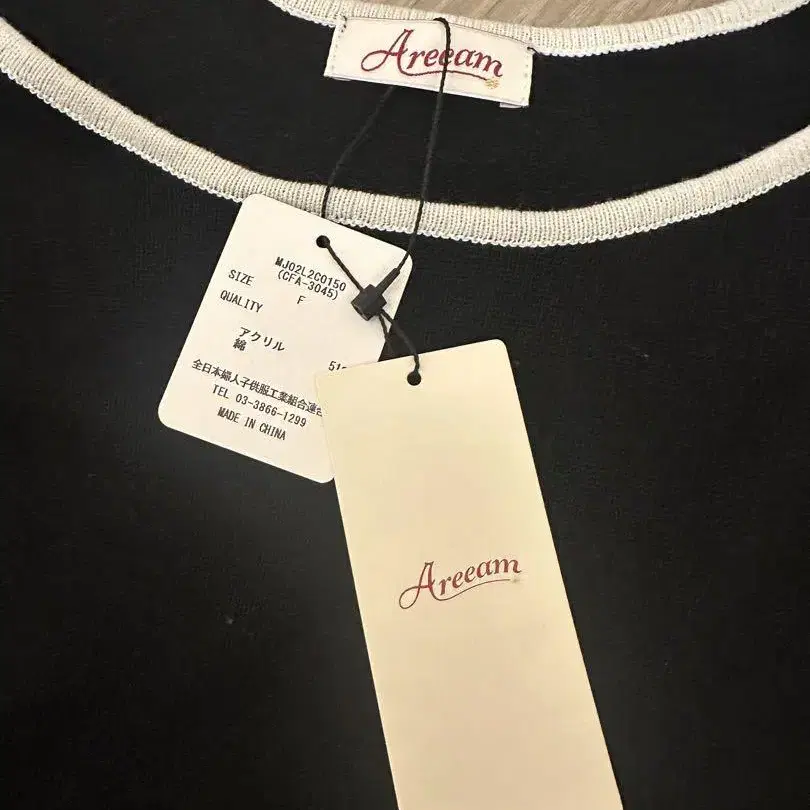 Areeam
MJ02L2C0150
(CFA-3045)
SIZE F
QUALITY
アクリル
綿
全日本婦人子供服工業組合連合
TEL 03-3866-1299
MADE IN CHINA
Areeam